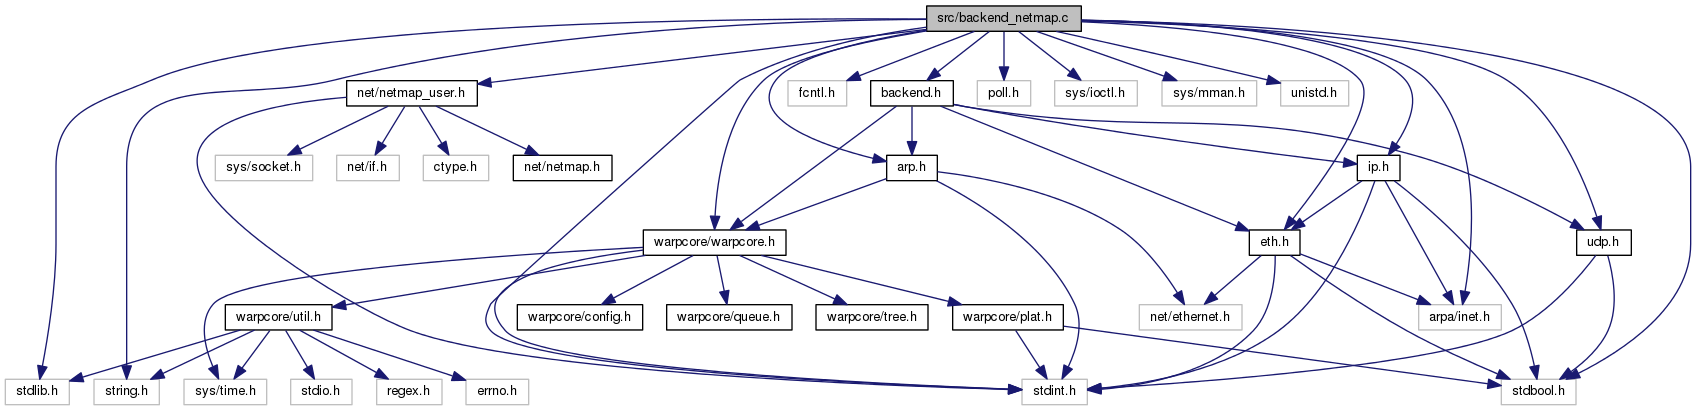 src/backend_netmap.c
net/netmap_user.h
fcntl.h
backend.h
poll.h
sys/ioctl.h
sys/mman.h
unistd.h
sys/socket.h
net/if.h
ctype.h
net/netmap.h
arp.h
ip.h
warpcore/warpcore.h
eth.h
udp.h
warpcore/util.h
warpcore/config.h
warpcore/queue.h
warpcore/tree.h
warpcore/plat.h
net/ethernet.h
arpa/inet.h
stdlib.h
string.h
sys/time.h
stdio.h
regex.h
errno.h
stdint.h
stdbool.h